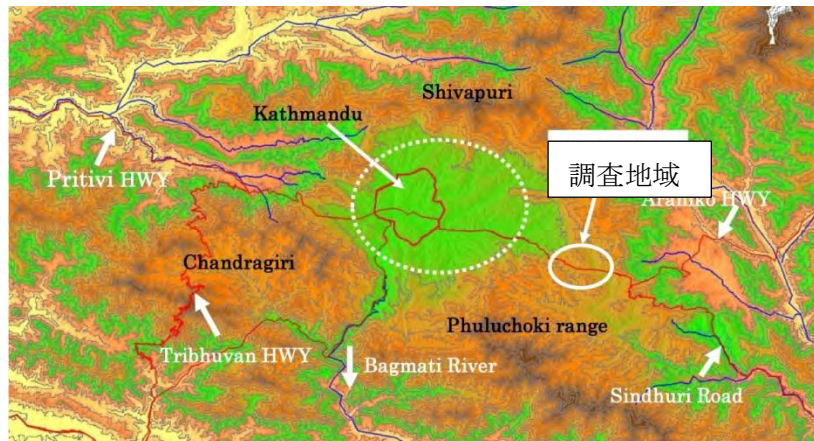 Shivapuri
Kathmandu
調査地域
Pritivi HWY
Araniko HWY
Chandragiri
Phuluchoki range
Tribhuvan HWY
Bagmati River
Sindhuri Road